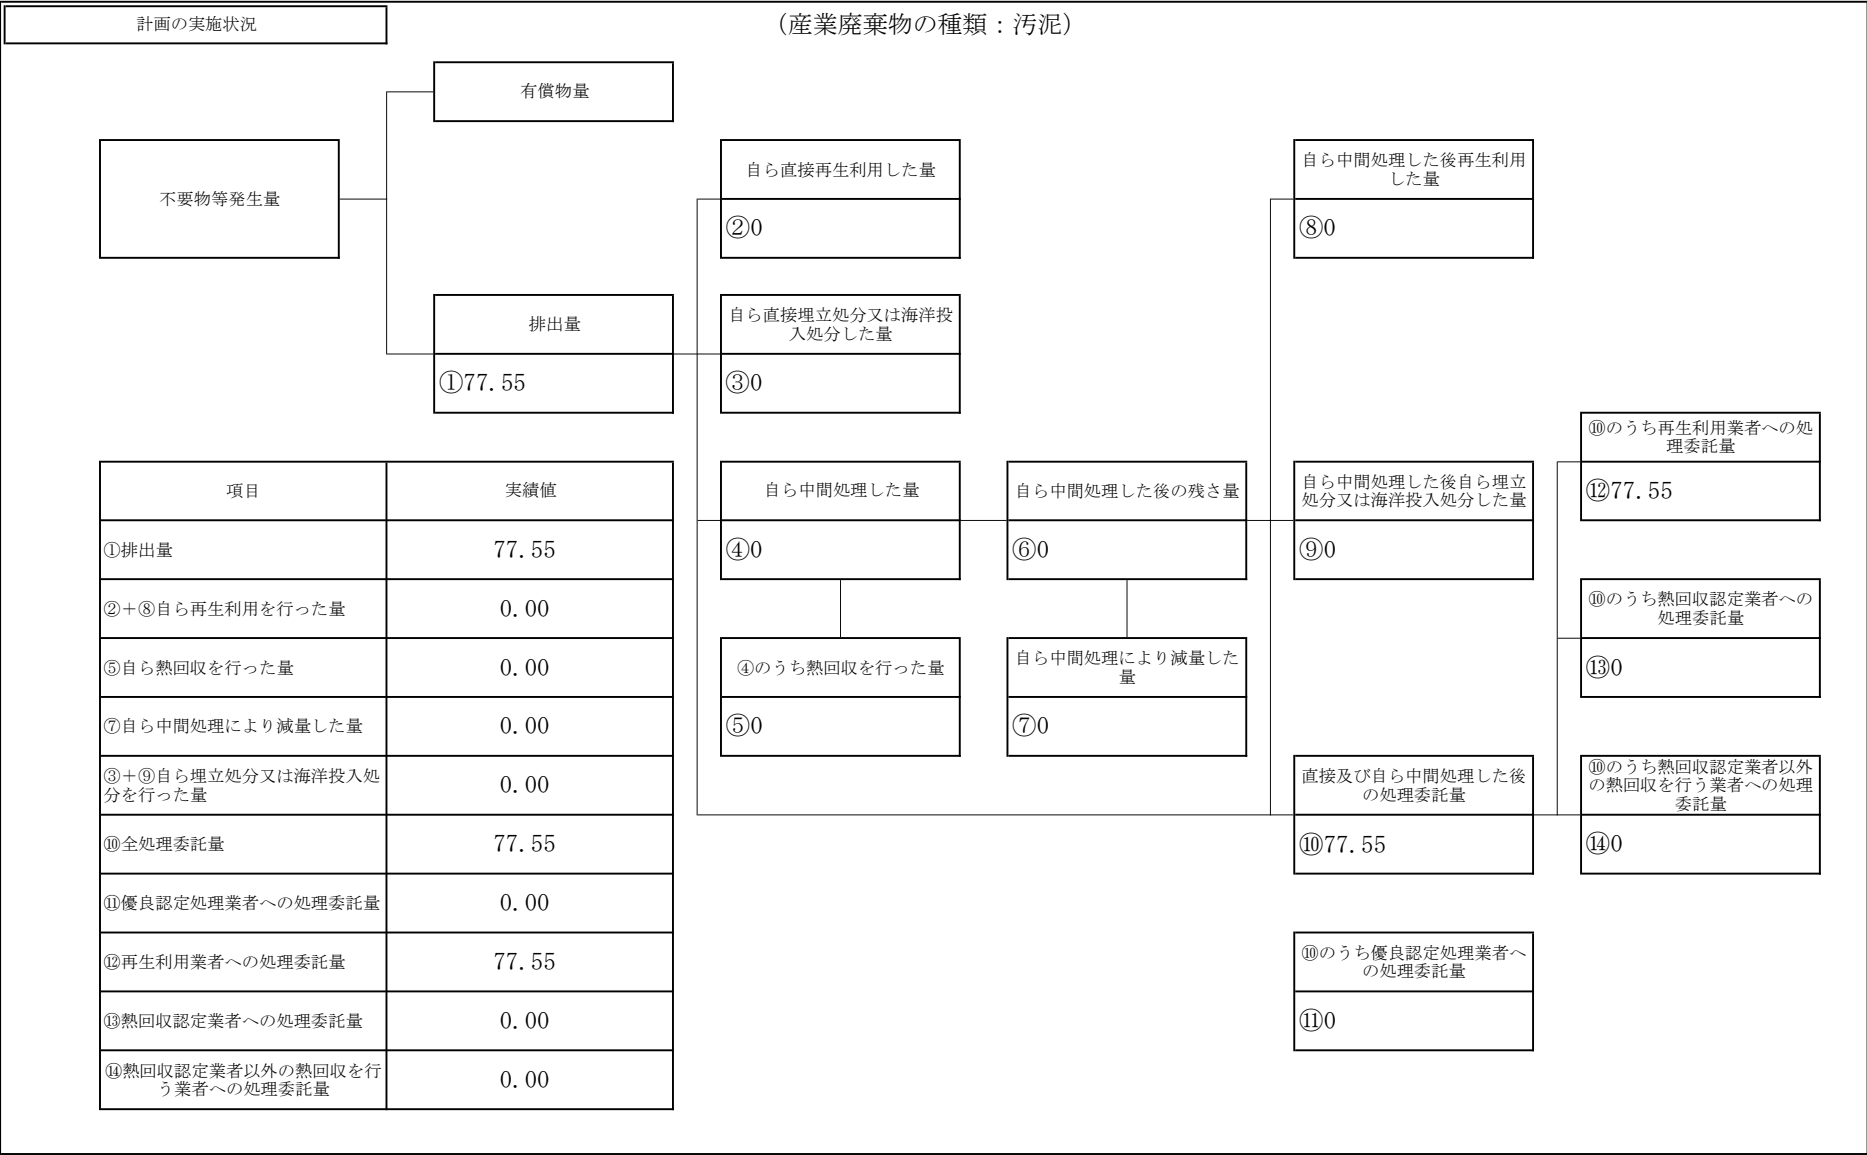 計画の実施状況
（産業廃棄物の種類：汚泥）
有償物量
不要物等発生量
自ら直接再生利用した量
②0
自ら中間処理した後再生利用
した量
⑧0
排出量
①77.55
自ら直接埋立処分又は海洋投
入処分した量
③0
⑩のうち再生利用業者への処
理委託量
⑫77.55
自ら中間処理した量
④0
自ら中間処理した後の残さ量
⑥0
自ら中間処理した後自ら埋立
処分又は海洋投入処分した量
⑨0
⑩のうち熱回収認定業者への
処理委託量
⑬0
④のうち熱回収を行った量
⑤0
自ら中間処理により減量した
量
⑦0
直接及び自ら中間処理した後
の処理委託量
⑩77.55
⑩のうち熱回収認定業者以外
の熱回収を行う業者への処理
委託量
⑭0
⑩のうち優良認定処理業者へ
の処理委託量
⑪0
項目 実績値
①排出量 77.55
②＋⑧自ら再生利用を行った量 0.00
⑤自ら熱回収を行った量 0.00
⑦自ら中間処理により減量した量 0.00
③＋⑨自ら埋立処分又は海洋投入処
分を行った量 0.00
⑩全処理委託量 77.55
⑪優良認定処理業者への処理委託量 0.00
⑫再生利用業者への処理委託量 77.55
⑬熱回収認定業者への処理委託量 0.00
⑭熱回収認定業者以外の熱回収を行
う業者への処理委託量 0.00